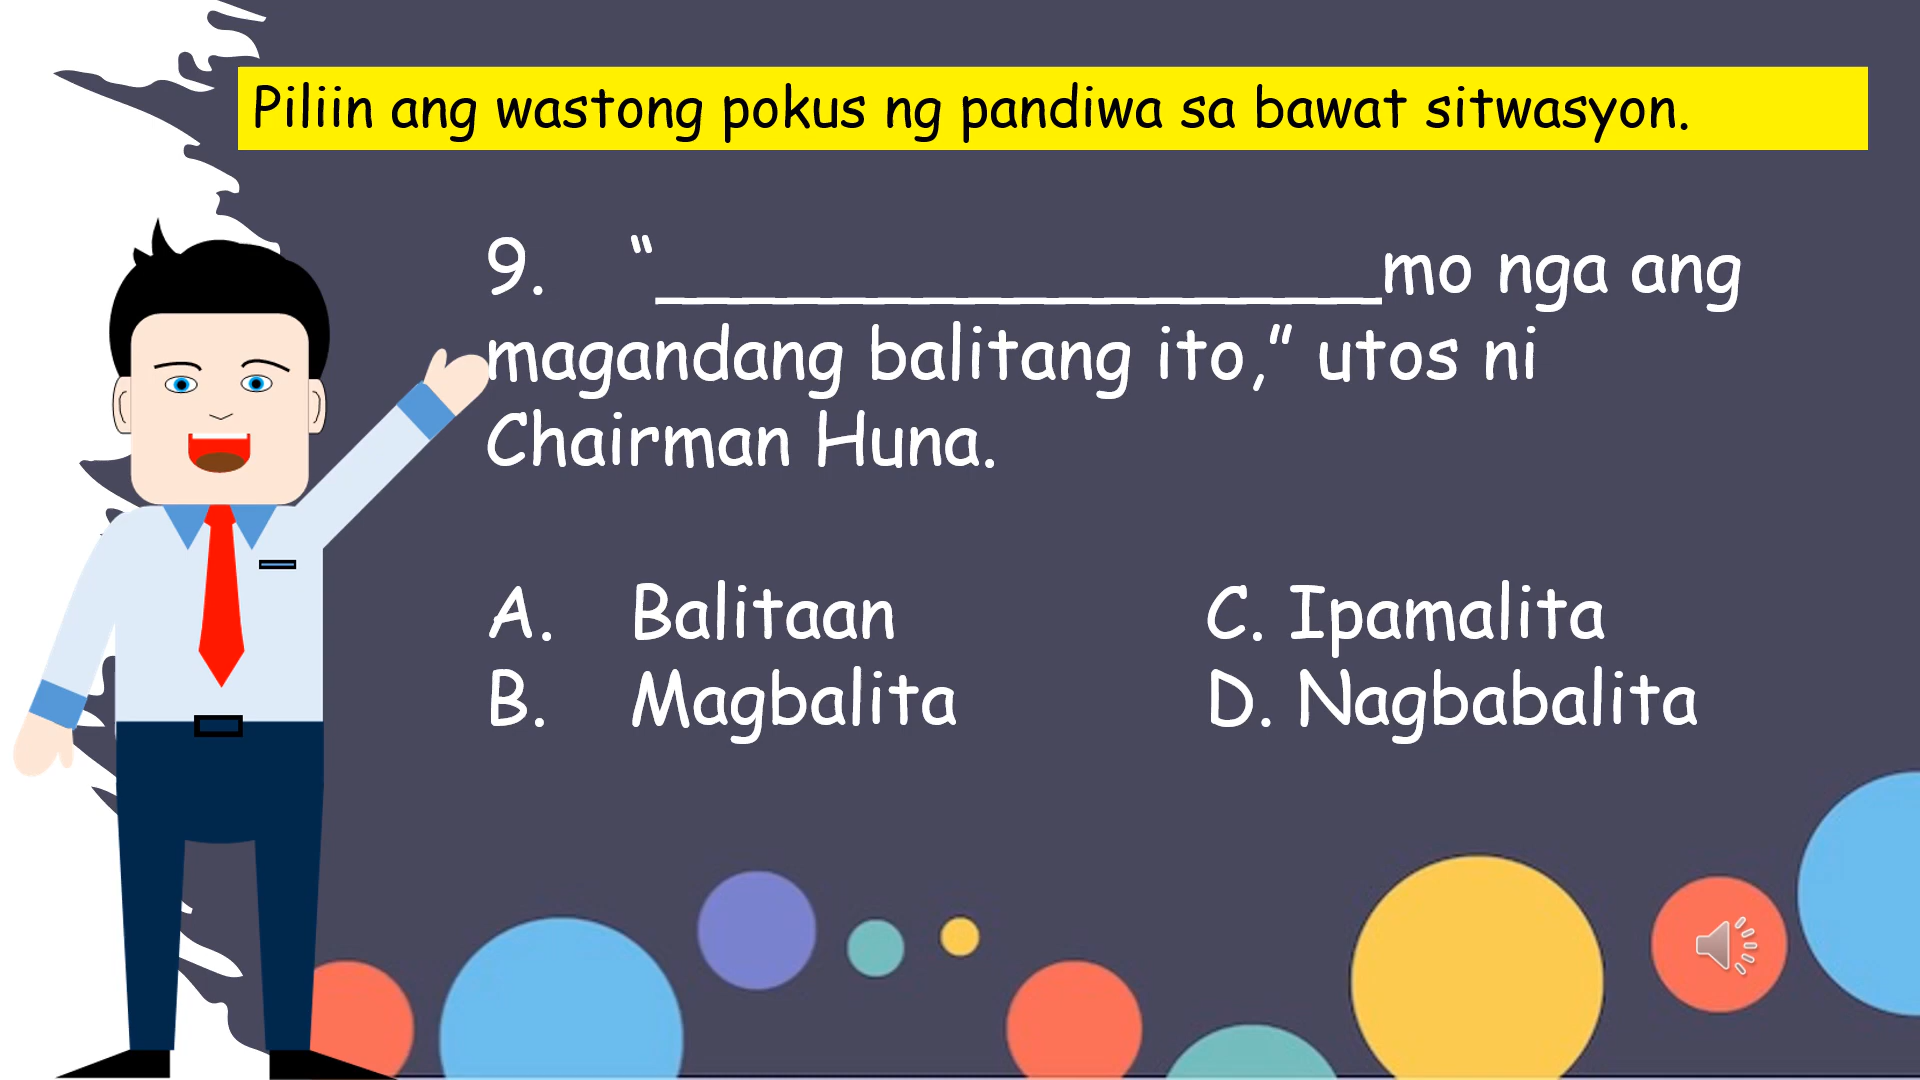 Piliin ang wastong pokus ng pandiwa sa bawat sitwasyon.
9. “_________________mo nga ang
magandang balitang ito,” utos ni
Chairman Huna.
A. Balitaan C. Ipamalita
B. Magbalita D. Nagbabalita